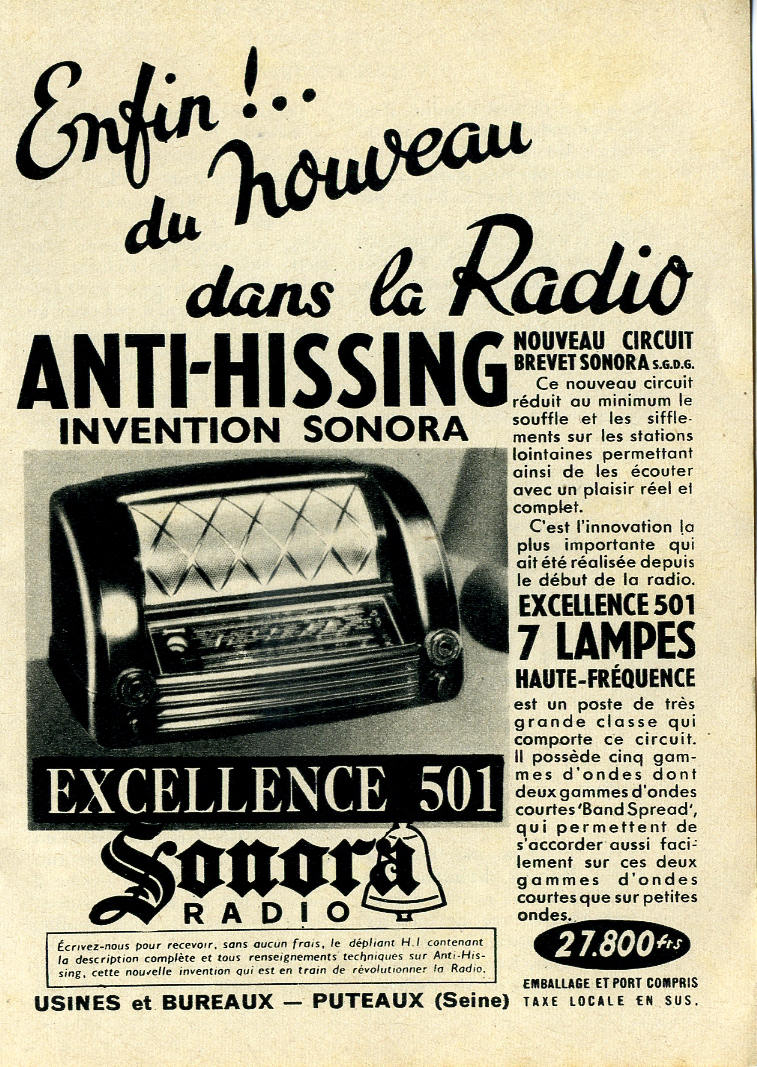 Enfin !..
du Nouveau
dans la Radio
ANTI-HISSING
INVENTION SONORA
NOUVEAU CIRCUIT
BREVET SONORA S.G.D.G.
Ce nouveau circuit
réduit au minimum le
souffle et les siffle-
ments sur les stations
lointaines permettant
ainsi de les écouter
avec un plaisir réel et
complet.
C'est l'innovation la
plus importante qui
ait été réalisée depuis
le début de la radio.
EXCELLENCE 501
7 LAMPES
HAUTE-FRÉQUENCE
est un poste de très
grande classe qui
comporte ce circuit.
Il possède cinq gam-
mes d'ondes dont
deux gammes d'ondes
courtes 'Band Spread',
qui permettent de
s'accorder aussi faci-
lement sur ces deux
gammes d'ondes
courtes que sur petites
ondes.
27.800 frs
EMBALLAGE ET PORT COMPRIS
TAXE LOCALE EN SUS.
EXCELLENCE 501
Sonora
RADIO
Écrivez-nous pour recevoir, sans aucun frais, le dépliant H.I contenant
la description complète et tous renseignements techniques sur Anti-His-
sing, cette nouvelle invention qui est en train de révolutionner la Radio.
USINES et BUREAUX — PUTEAUX (Seine)